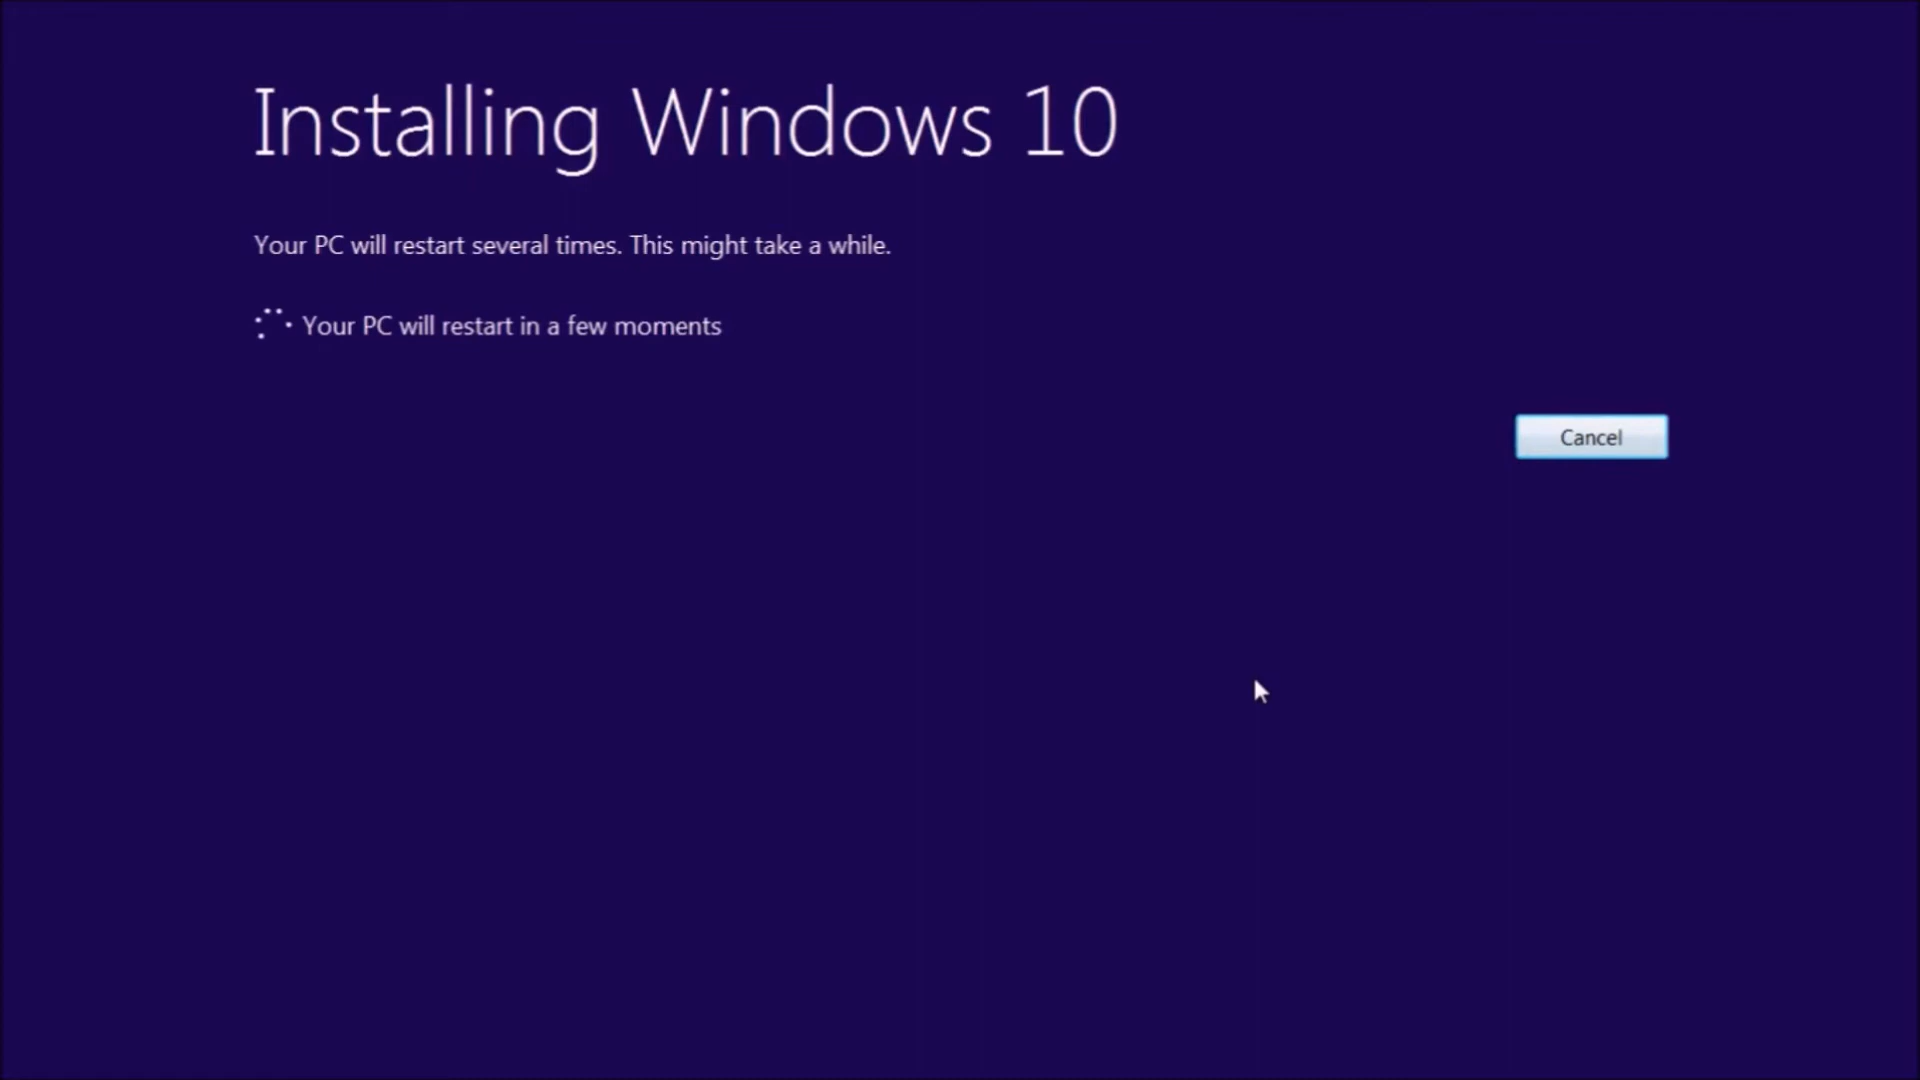 Installing Windows 10
Your PC will restart several times. This might take a while.
Your PC will restart in a few moments
Cancel